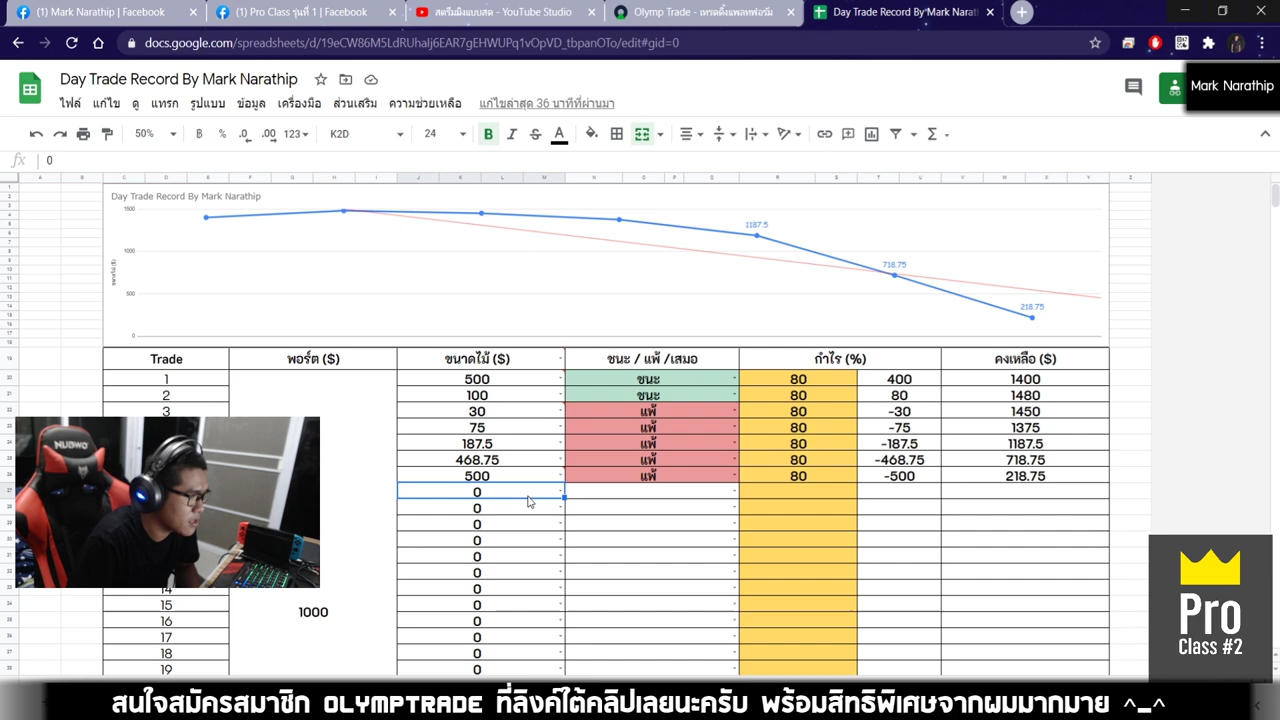 (1) Mark Narathip | Facebook
(1) Pro Class รุ่นที่ 1 | Facebook
สตรีมมิงแบบสด - YouTube Studio
Olymp Trade - เทรดดิ้งแพลทฟอร์ม
Day Trade Record By Mark Narat
docs.google.com/spreadsheets/d/19eCW86M5LdRUhaIj6EAR7gEHWUPq1vOpVD_tbpanOTo/edit#gid=0
Day Trade Record By Mark Narathip
Mark Narathip
ไฟล์ แก้ไข ดู แทรก รูปแบบ ข้อมูล เครื่องมือ ส่วนเสริม ความช่วยเหลือ แก้ไขล่าสุด 36 นาทีที่ผ่านมา
50% ฿ % .0 .00 123 K2D 24 B I S A Σ
fx 0
Day Trade Record By Mark Narathip
1500
1000
500
0
1187.5
718.75
218.75
Trade พอร์ต ($) ขนาดไม้ ($) ชนะ / แพ้ /เสมอ กำไร (%) คงเหลือ ($)
1 500 ชนะ 80 400 1400
2 100 ชนะ 80 80 1480
3 30 แพ้ 80 -30 1450
75 แพ้ 80 -75 1375
187.5 แพ้ 80 -187.5 1187.5
468.75 แพ้ 80 -468.75 718.75
500 แพ้ 80 -500 218.75
0
0
0
0
0
0
14 0
15 0
1000
16 0
17 0
18 0
19 0
NUBWO
Pro
Class #2
สนใจสมัครสมาชิก OLYMPTRADE ที่ลิงค์ใต้คลิปเลยนะครับ พร้อมสิทธิพิเศษจากผมมากมาย ^_^